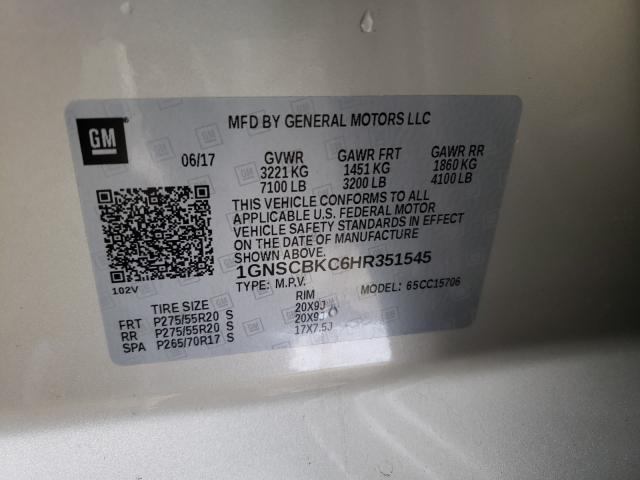 GM
MFD BY GENERAL MOTORS LLC
06/17 GVWR GAWR FRT GAWR RR
3221 KG 1451 KG 1860 KG
7100 LB 3200 LB 4100 LB
THIS VEHICLE CONFORMS TO ALL
APPLICABLE U.S. FEDERAL MOTOR
VEHICLE SAFETY STANDARDS IN EFFECT
ON THE DATE OF MANUFACTURE
SHOWN ABOVE.
1GNSCBKC6HR351545
102V
TYPE: M.P.V. MODEL: 65CC15706
TIRE SIZE RIM
FRT P275/55R20 S 20X9J
RR P275/55R20 S 20X9J
SPA P265/70R17 S 17X7.5J